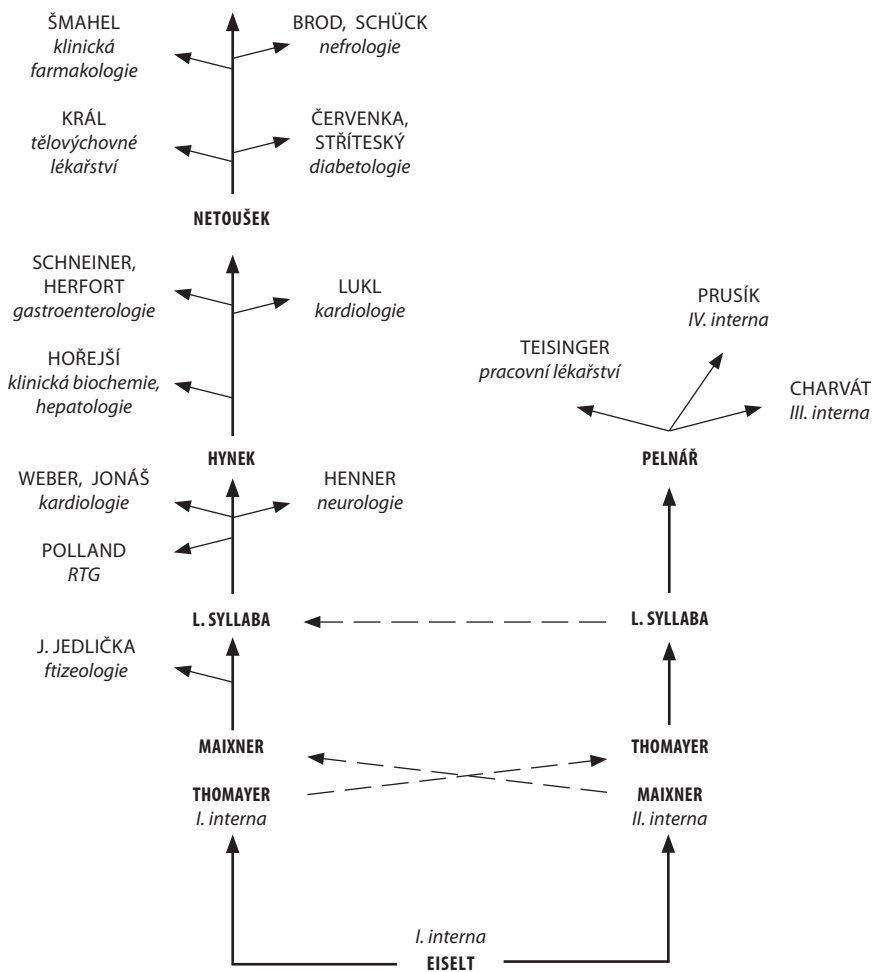 ŠMAHEL
klinická
farmakologie
BROD, SCHÜCK
nefrologie
KRÁL
tělovýchovné
lékařství
ČERVENKA,
STŘÍTESKÝ
diabetologie
NETOUŠEK
SCHNEINER,
HERFORT
gastroenterologie
LUKL
kardiologie
PRUSÍK
IV. interna
TEISINGER
pracovní lékařství
HOŘEJŠÍ
klinická biochemie,
hepatologie
CHARVÁT
III. interna
HYNEK
PELNÁŘ
WEBER, JONÁŠ
kardiologie
HENNER
neurologie
POLLAND
RTG
L. SYLLABA
L. SYLLABA
J. JEDLIČKA
ftizeologie
MAIXNER
THOMAYER
THOMAYER
I. interna
MAIXNER
II. interna
I. interna
EISELT